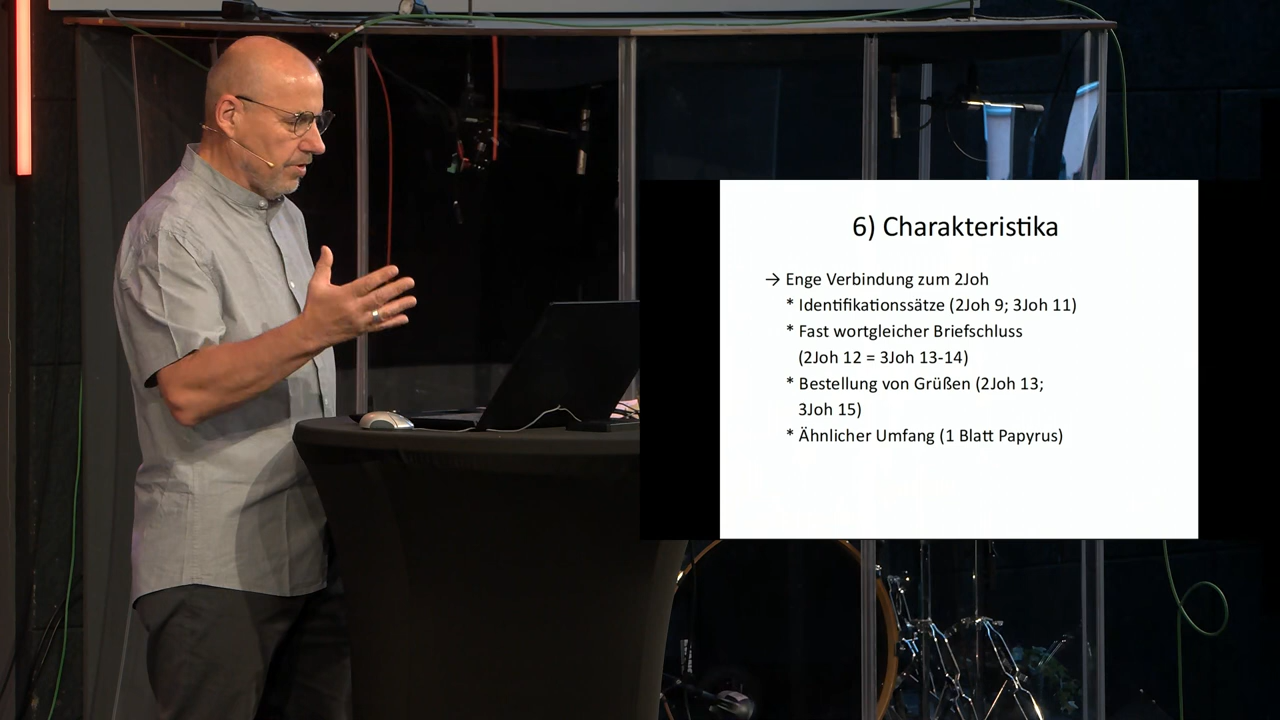 6) Charakteristika
→ Enge Verbindung zum 2Joh
* Identifikationssätze (2Joh 9; 3Joh 11)
* Fast wortgleicher Briefschluss
(2Joh 12 = 3Joh 13-14)
* Bestellung von Grüßen (2Joh 13;
3Joh 15)
* Ähnlicher Umfang (1 Blatt Papyrus)